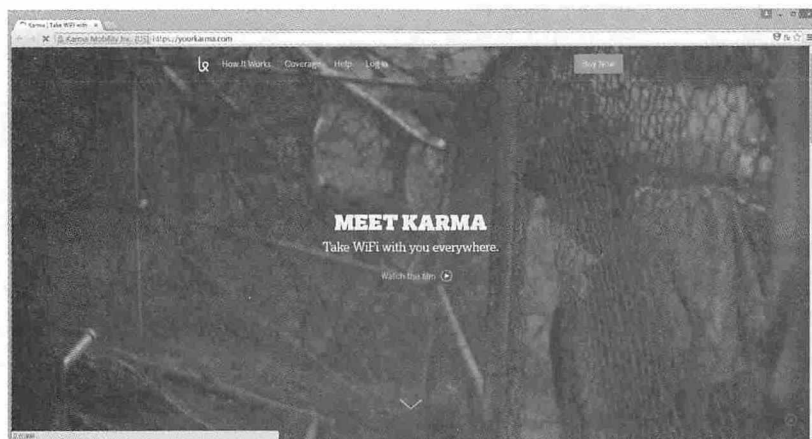 Karma | Take WiFi with
Karma Mobility Inc. [US] https://yourkarma.com
How It Works Coverage Help Log In Buy Now
MEET KARMA
Take WiFi with you everywhere.
Watch the film